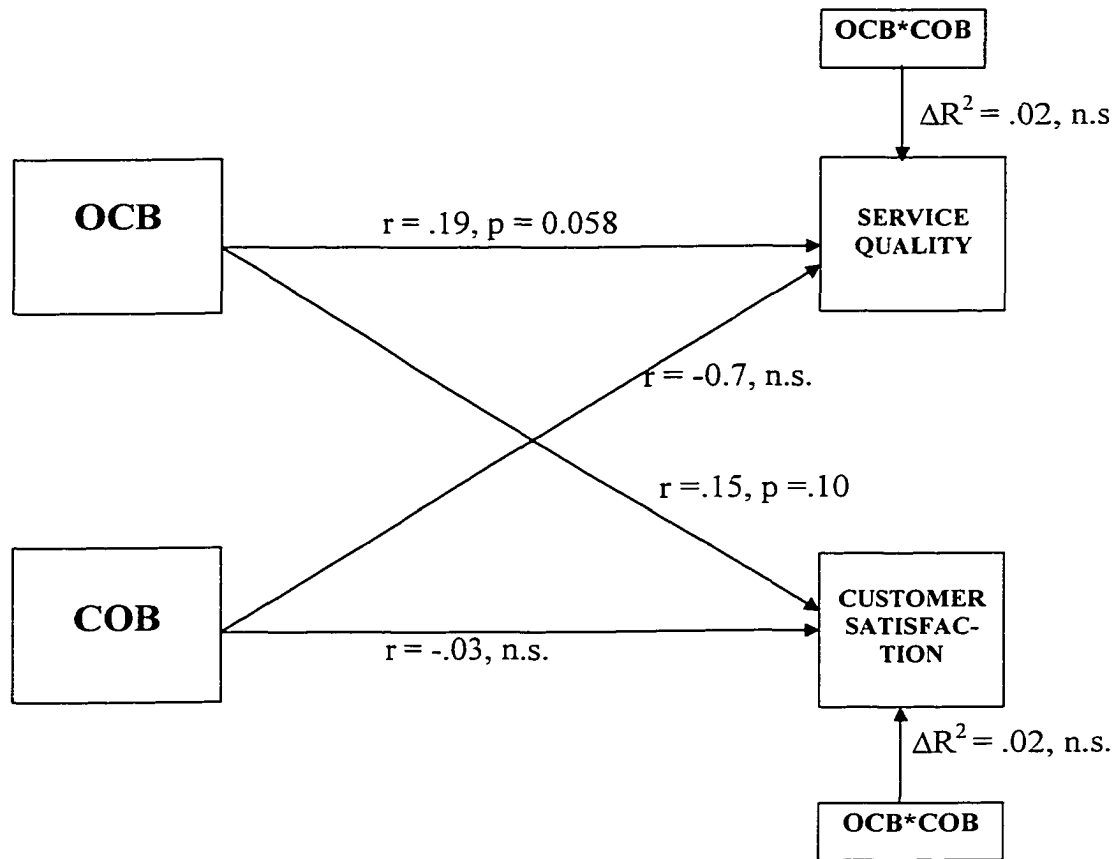 OCB*COB
ΔR² = .02, n.s
OCB
r = .19, p = 0.058
SERVICE
QUALITY
r = -0.7, n.s.
r =.15, p =.10
COB
r = -.03, n.s.
CUSTOMER
SATISFAC-
TION
ΔR² = .02, n.s.
OCB*COB